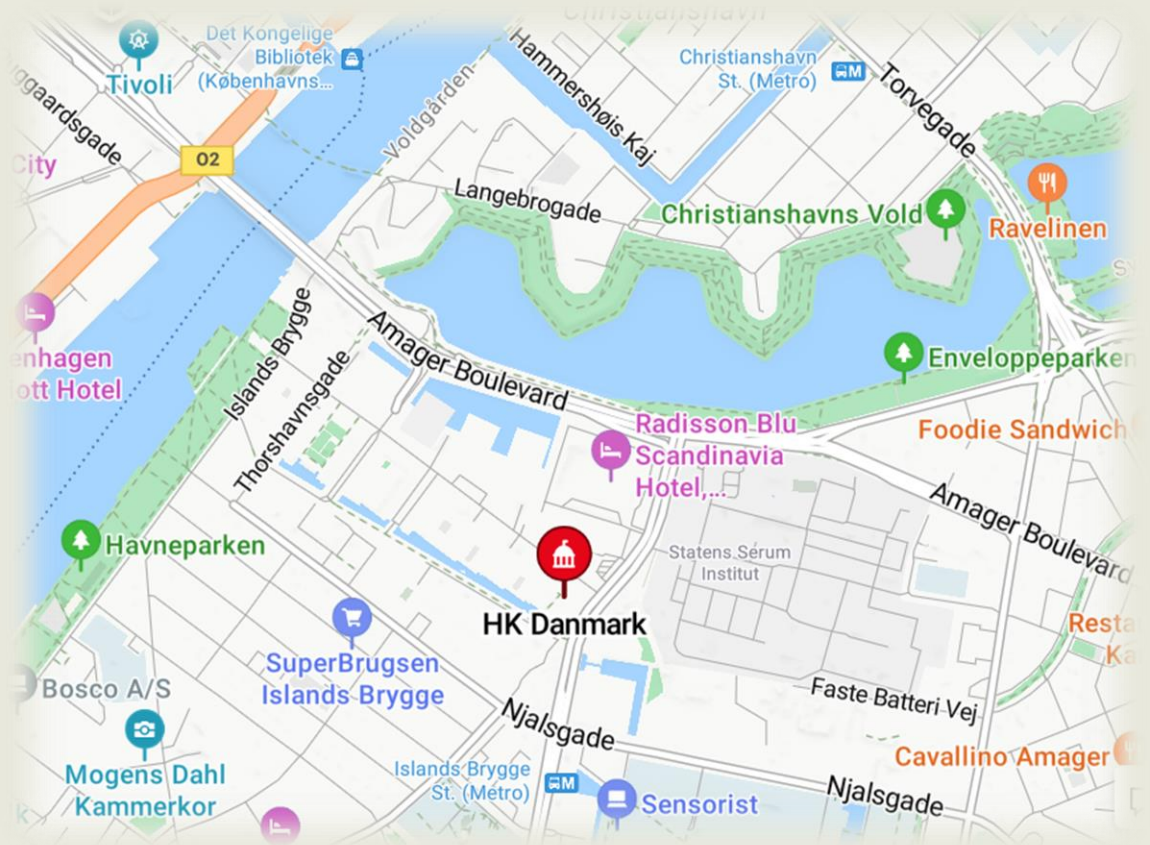 Christianshavn
Det Kongelige
Bibliotek
(Københavns...
Tivoli
Hammershøis Kaj
Christianshavn
St. (Metro)
M
Torvegade
ggaardsgade
Voldgården
City
02
Langebrogade
Christianshavns Vold
Ravelinen
enhagen
ott Hotel
Islands Brygge
Thorshavnsgade
Amager Boulevard
Enveloppeparken
Radisson Blu
Scandinavia
Hotel,...
Foodie Sandwich
Amager Boulevard
Havneparken
Statens Serum
Institut
HK Danmark
SuperBrugsen
Islands Brygge
Resta
Ka
Bosco A/S
Faste Batteri Vej
Njalsgade
Mogens Dahl
Kammerkor
Islands Brygge
St. (Metro)
M
Cavallino Amager
Sensorist
Njalsgade
k